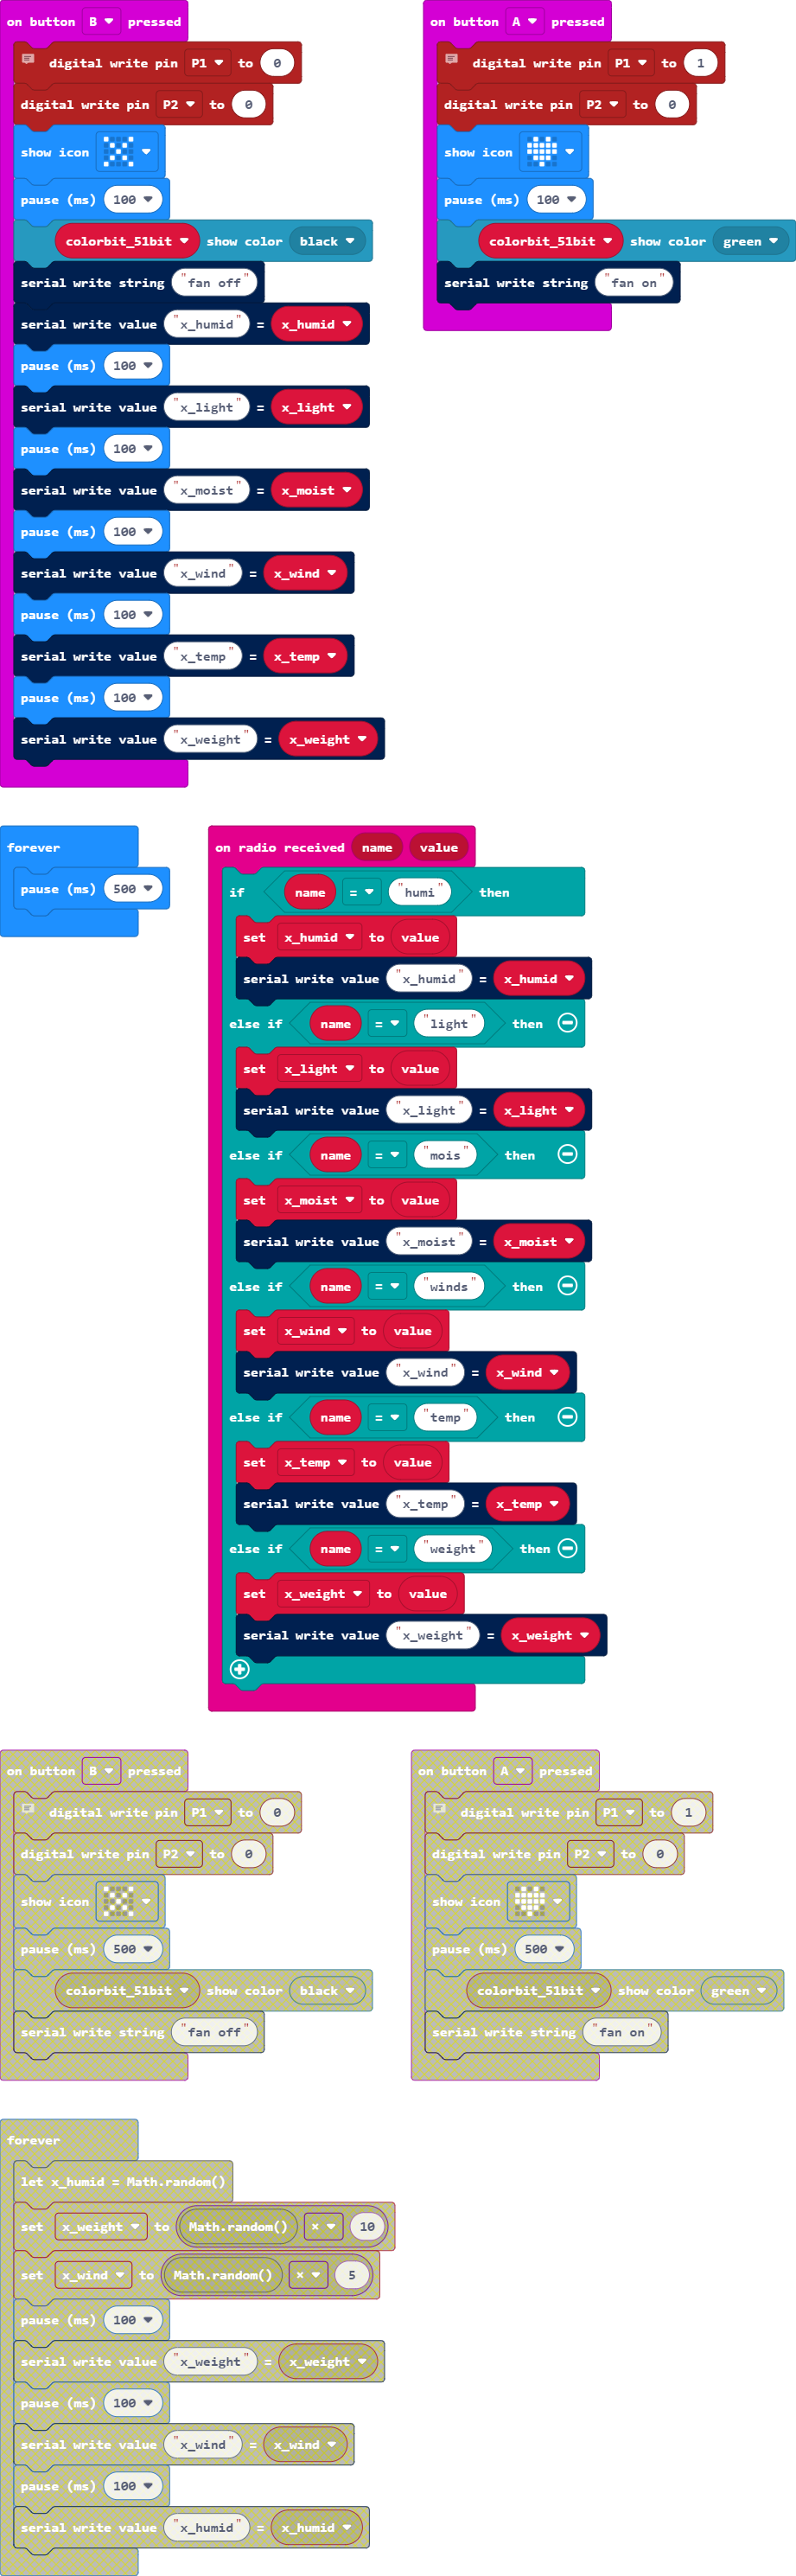 on button B pressed
digital write pin P1 to 0
digital write pin P2 to 0
show icon
pause (ms) 100
colorbit_51bit show color black
serial write string "fan off"
serial write value "x_humid" = x_humid
pause (ms) 100
serial write value "x_light" = x_light
pause (ms) 100
serial write value "x_moist" = x_moist
pause (ms) 100
serial write value "x_wind" = x_wind
pause (ms) 100
serial write value "x_temp" = x_temp
pause (ms) 100
serial write value "x_weight" = x_weight
on button A pressed
digital write pin P1 to 1
digital write pin P2 to 0
show icon
pause (ms) 100
colorbit_51bit show color green
serial write string "fan on"
forever
pause (ms) 500
on radio received name value
if name = "humi" then
set x_humid to value
serial write value "x_humid" = x_humid
else if name = "light" then
set x_light to value
serial write value "x_light" = x_light
else if name = "mois" then
set x_moist to value
serial write value "x_moist" = x_moist
else if name = "winds" then
set x_wind to value
serial write value "x_wind" = x_wind
else if name = "temp" then
set x_temp to value
serial write value "x_temp" = x_temp
else if name = "weight" then
set x_weight to value
serial write value "x_weight" = x_weight
on button B pressed
digital write pin P1 to 0
digital write pin P2 to 0
show icon
pause (ms) 500
colorbit_51bit show color black
serial write string "fan off"
on button A pressed
digital write pin P1 to 1
digital write pin P2 to 0
show icon
pause (ms) 500
colorbit_51bit show color green
serial write string "fan on"
forever
let x_humid = Math.random()
set x_weight to Math.random() × 10
set x_wind to Math.random() × 5
pause (ms) 100
serial write value "x_weight" = x_weight
pause (ms) 100
serial write value "x_wind" = x_wind
pause (ms) 100
serial write value "x_humid" = x_humid